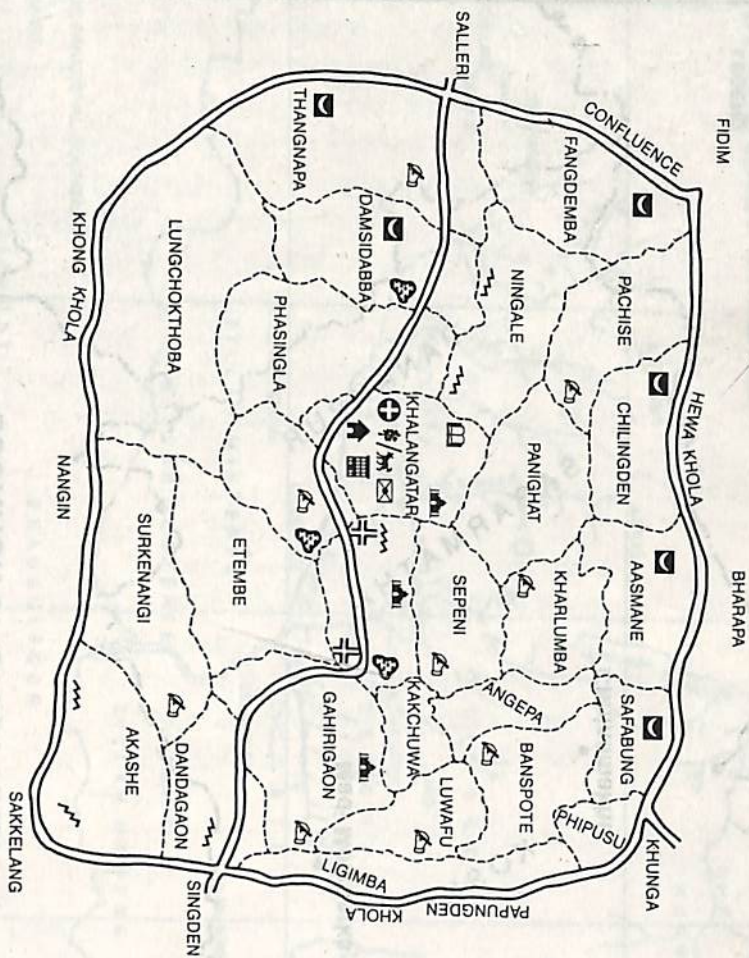 FIDIM
BHARAPA
HEWA KHOLA
CONFLUENCE
KHUNGA
PACHISE
CHILINGDEN
AASMANE
SAFABUNG
PHIPUSU
FANGDEMBA
KHARLUMBA
PANIGHAT
BANSPOTE
NINGALE
ANGEPA
SALLERI
SEPENI
LUWAFU
KHALANGATAR
KAKCHUWA
PAPUNGDEN
KHOLA
DAMSIDABBA
GAHIRIGAON
LIGIMBA
THANGNAPA
PHASINGLA
ETEMBE
SINGDEN
LUNGCHOKTHOBA
DANDAGAON
SURKENANGI
AKASHE
KHONG KHOLA
NANGIN
SAKKELANG